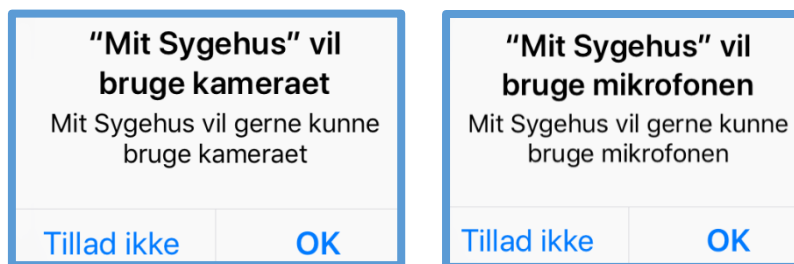 “Mit Sygehus” vil
bruge kameraet
Mit Sygehus vil gerne kunne
bruge kameraet
Tillad ikke
OK
“Mit Sygehus” vil
bruge mikrofonen
Mit Sygehus vil gerne kunne
bruge mikrofonen
Tillad ikke
OK